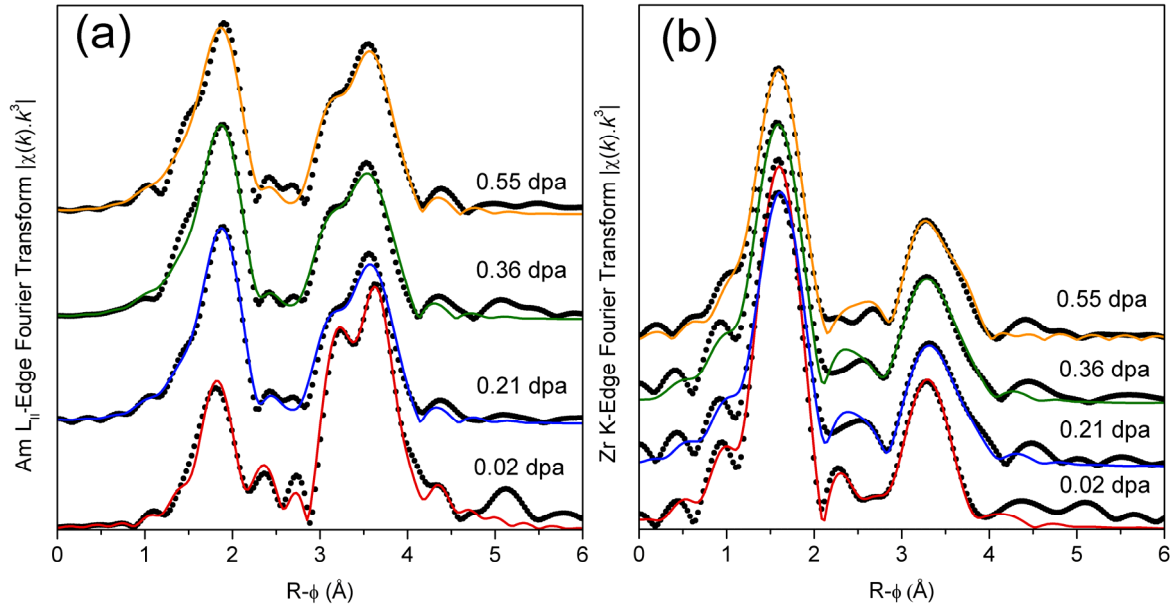 (a)
Am L_II-Edge Fourier Transform |χ(k).k³|
0.55 dpa
0.36 dpa
0.21 dpa
0.02 dpa
0 1 2 3 4 5 6
R-ϕ (Å)
(b)
Zr K-Edge Fourier Transform |χ(k).k³|
0.55 dpa
0.36 dpa
0.21 dpa
0.02 dpa
0 1 2 3 4 5 6
R-ϕ (Å)